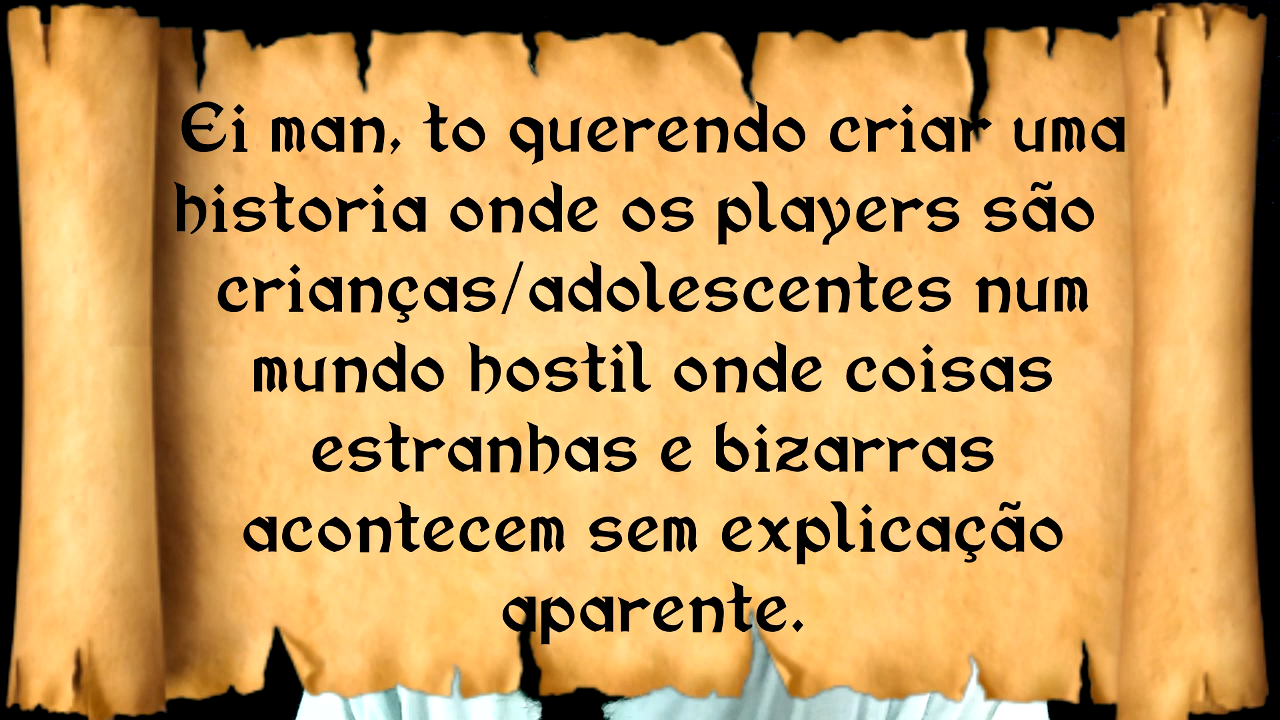 Ei man, to querendo criar uma
historia onde os players são
crianças/adolescentes num
mundo hostil onde coisas
estranhas e bizarras
acontecem sem explicação
aparente.